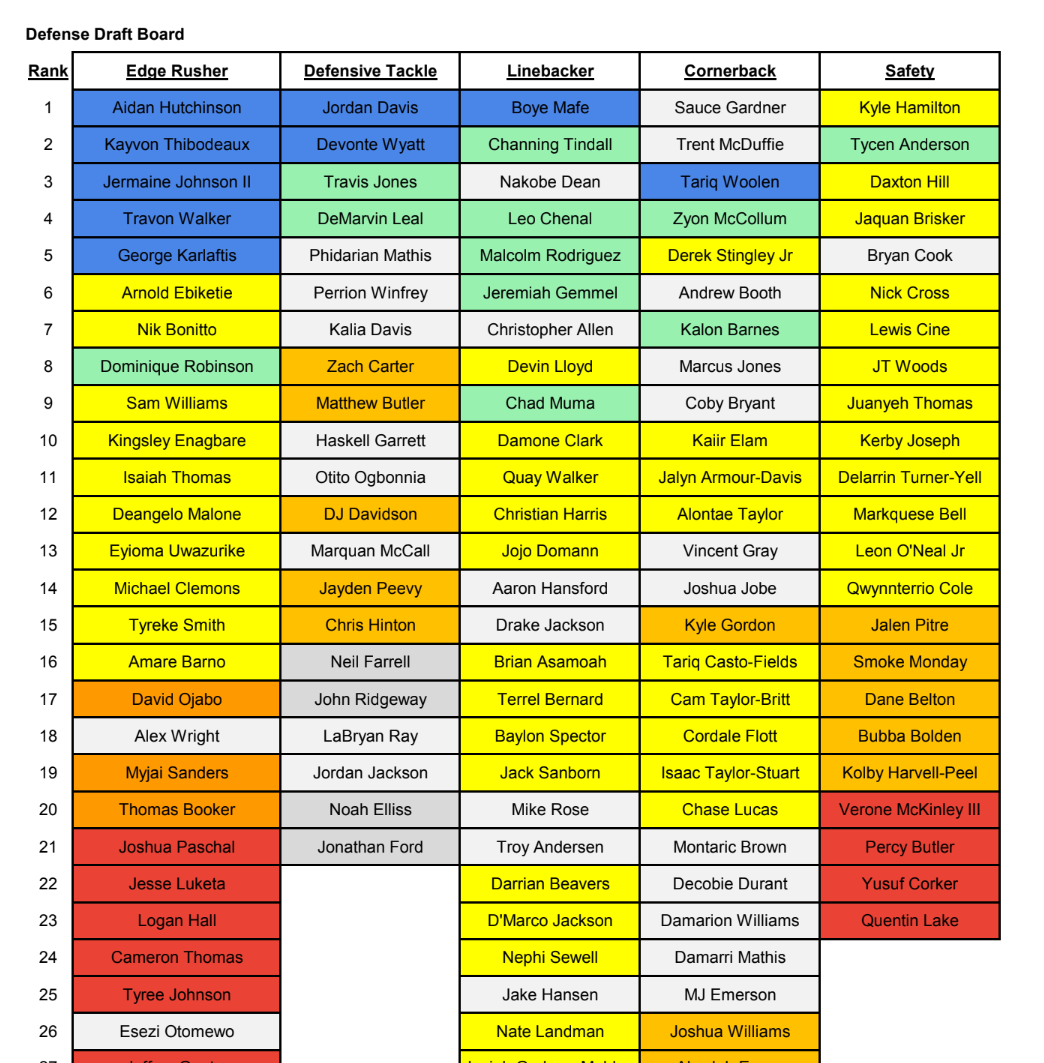 Defense Draft Board
Rank Edge Rusher Defensive Tackle Linebacker Cornerback Safety
1 Aidan Hutchinson Jordan Davis Boye Mafe Sauce Gardner Kyle Hamilton
2 Kayvon Thibodeaux Devonte Wyatt Channing Tindall Trent McDuffie Tycen Anderson
3 Jermaine Johnson II Travis Jones Nakobe Dean Tariq Woolen Daxton Hill
4 Travon Walker DeMarvin Leal Leo Chenal Zyon McCollum Jaquan Brisker
5 George Karlaftis Phidarian Mathis Malcolm Rodriguez Derek Stingley Jr Bryan Cook
6 Arnold Ebiketie Perrion Winfrey Jeremiah Gemmel Andrew Booth Nick Cross
7 Nik Bonitto Kalia Davis Christopher Allen Kalon Barnes Lewis Cine
8 Dominique Robinson Zach Carter Devin Lloyd Marcus Jones JT Woods
9 Sam Williams Matthew Butler Chad Muma Coby Bryant Juanyeh Thomas
10 Kingsley Enagbare Haskell Garrett Damone Clark Kaiir Elam Kerby Joseph
11 Isaiah Thomas Otito Ogbonnia Quay Walker Jalyn Armour-Davis Delarrin Turner-Yell
12 Deangelo Malone DJ Davidson Christian Harris Alontae Taylor Markquese Bell
13 Eyioma Uwazurike Marquan McCall Jojo Domann Vincent Gray Leon O'Neal Jr
14 Michael Clemons Jayden Peevy Aaron Hansford Joshua Jobe Qwynnterrio Cole
15 Tyreke Smith Chris Hinton Drake Jackson Kyle Gordon Jalen Pitre
16 Amare Barno Neil Farrell Brian Asamoah Tariq Casto-Fields Smoke Monday
17 David Ojabo John Ridgeway Terrel Bernard Cam Taylor-Britt Dane Belton
18 Alex Wright LaBryan Ray Baylon Spector Cordale Flott Bubba Bolden
19 Myjai Sanders Jordan Jackson Jack Sanborn Isaac Taylor-Stuart Kolby Harvell-Peel
20 Thomas Booker Noah Elliss Mike Rose Chase Lucas Verone McKinley III
21 Joshua Paschal Jonathan Ford Troy Andersen Montaric Brown Percy Butler
22 Jesse Luketa Darrian Beavers Decobie Durant Yusuf Corker
23 Logan Hall D'Marco Jackson Damarion Williams Quentin Lake
24 Cameron Thomas Nephi Sewell Damarri Mathis
25 Tyree Johnson Jake Hansen MJ Emerson
26 Esezi Otomewo Nate Landman Joshua Williams
27